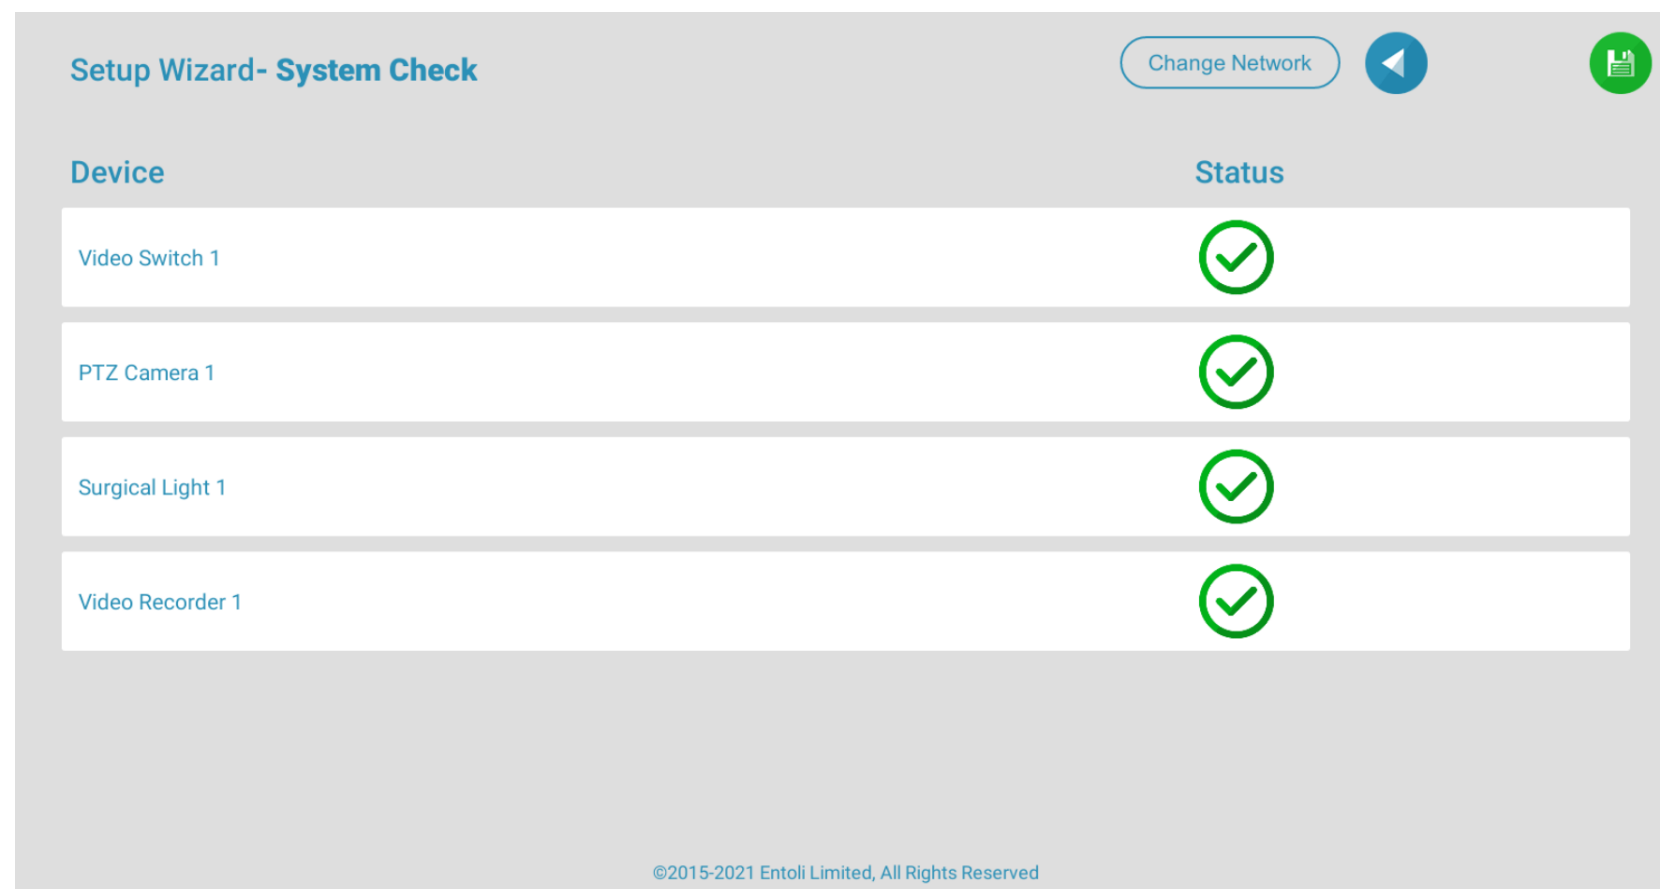 Setup Wizard- System Check
Change Network
Device
Status
Video Switch 1
PTZ Camera 1
Surgical Light 1
Video Recorder 1
©2015-2021 Entoli Limited, All Rights Reserved